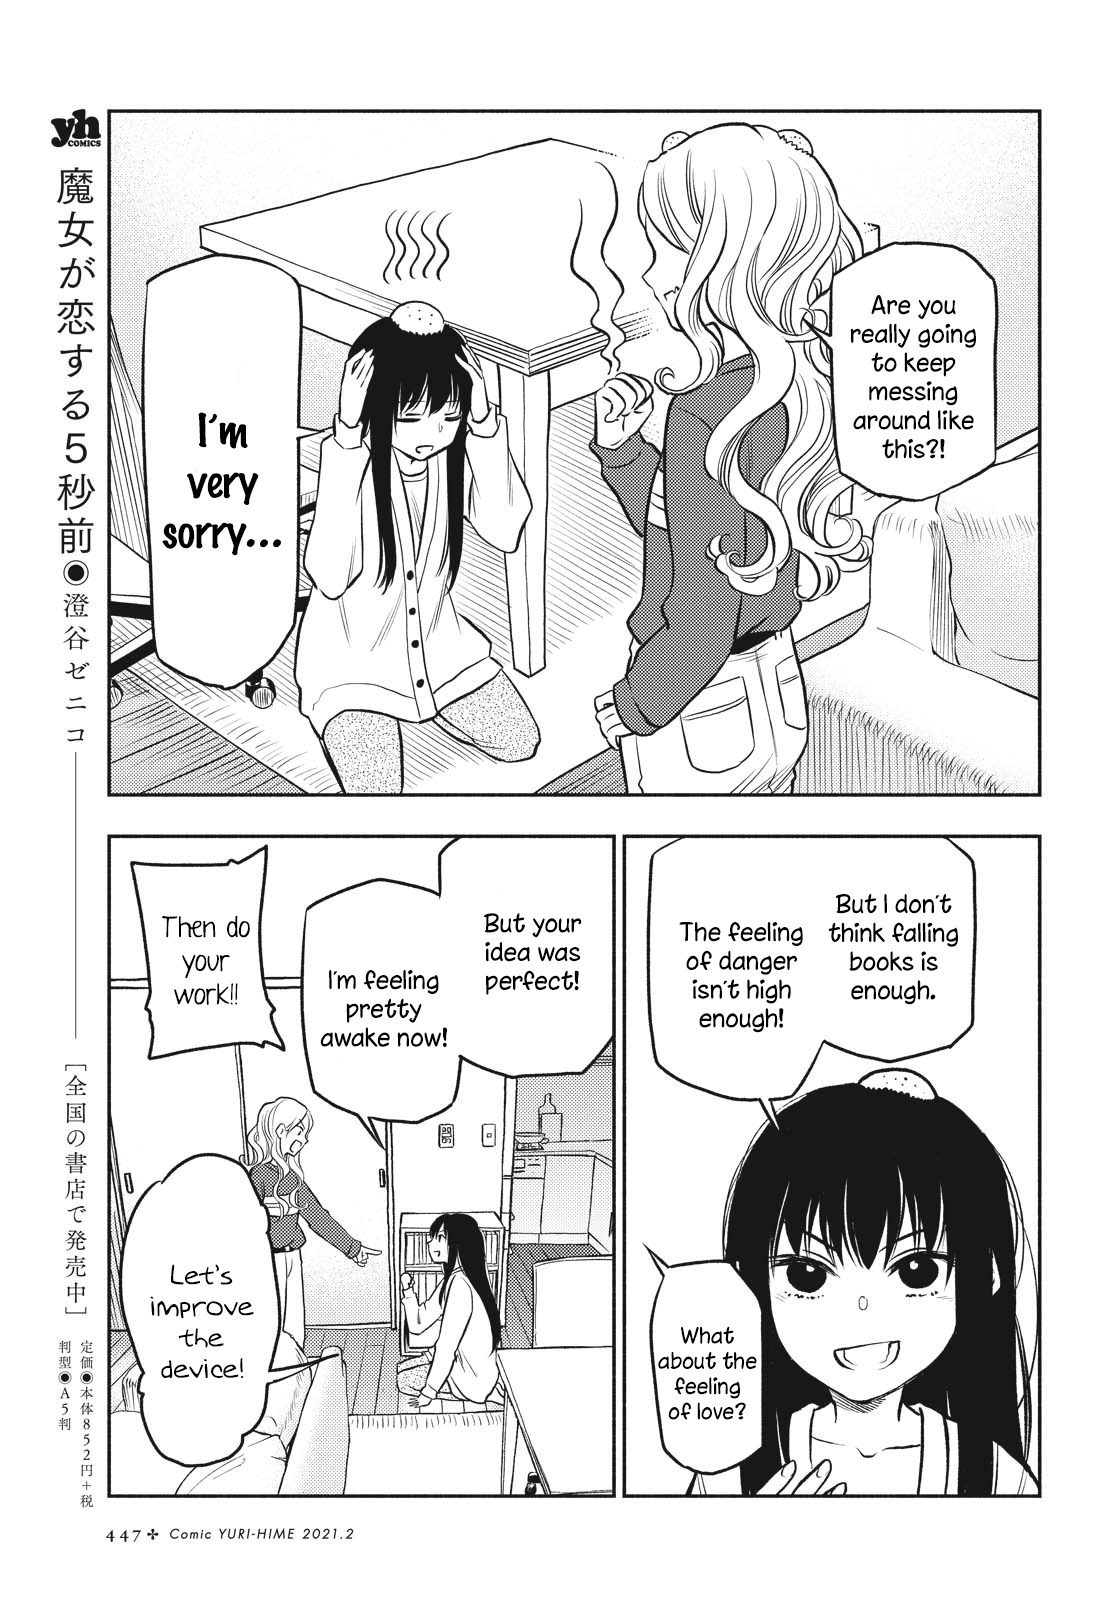 yh
COMICS
魔女が恋する5秒前◉澄谷ゼニコ
[全国の書店で発売中]
定価◉本体852円+税
判型◉A5判
Are you
really going
to keep
messing
around like
this?!
I'm
very
sorry...
But I don't
think falling
books is
enough.
The feeling
of danger
isn't high
enough!
What
about the
feeling
of love?
But your
idea was
perfect!
I'm feeling
pretty
awake now!
Then do
your
work!!
Let's
improve
the
device!
447✢ Comic YURI-HIME 2021.2